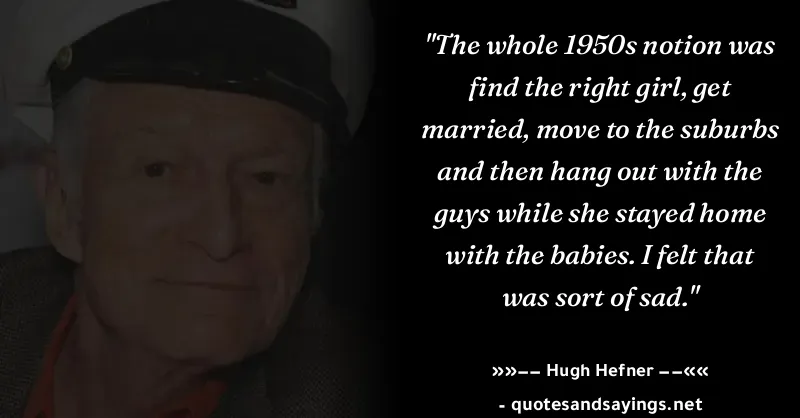 "The whole 1950s notion was
find the right girl, get
married, move to the suburbs
and then hang out with the
guys while she stayed home
with the babies. I felt that
was sort of sad."
»»−− Hugh Hefner −−««
- quotesandsayings.net